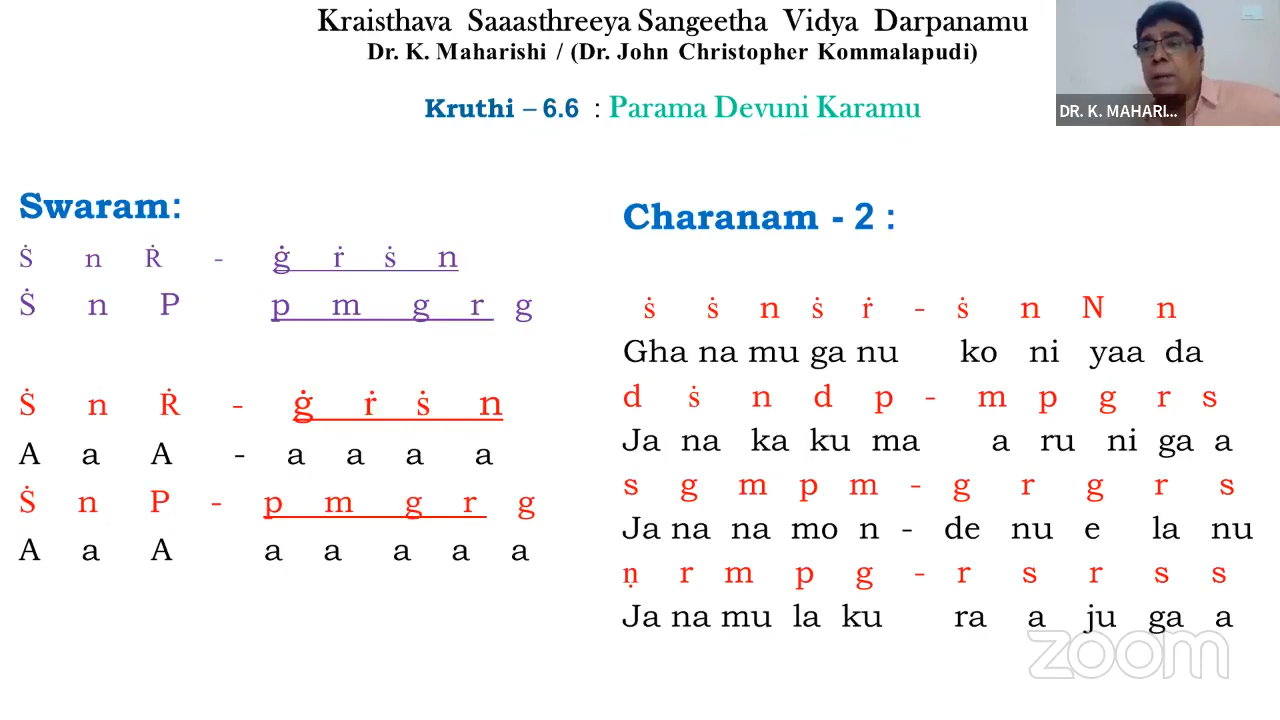 Kraisthava Saaasthreeya Sangeetha Vidya Darpanamu
Dr. K. Maharishi / (Dr. John Christopher Kommalapudi)
Kruthi – 6.6 : Parama Devuni Karamu
DR. K. MAHARI...
Swaram:
Ṡ n Ṙ - ġ ṙ ṡ n
Ṡ n P p m g r g
Ṡ n Ṙ - ġ ṙ ṡ n
A a A - a a a a
Ṡ n P - p m g r g
A a A a a a a a
Charanam - 2 :
ṡ ṡ n ṡ ṙ - ṡ n N n
Gha na mu ga nu ko ni yaa da
d ṡ n d p - m p g r s
Ja na ka ku ma a ru ni ga a
s g m p m - g r g r s
Ja na na mo n - de nu e la nu
ṇ r m p g - r s r s s
Ja na mu la ku ra a ju ga a
zoom